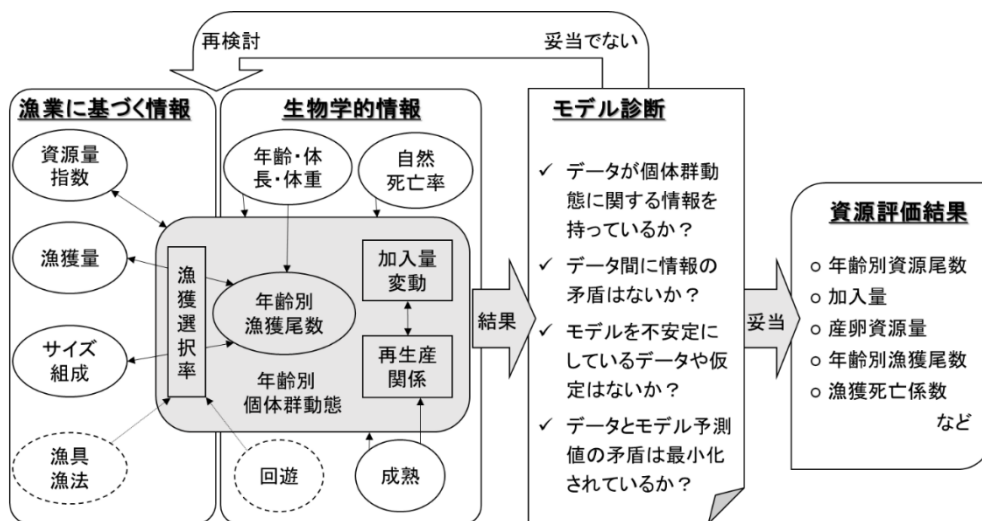 再検討
妥当でない
漁業に基づく情報
資源量
指数
漁獲量
サイズ
組成
漁具
漁法
生物学的情報
年齢・体
長・体重
自然
死亡率
漁獲選択率
年齢別
漁獲尾数
加入量
変動
再生産
関係
年齢別
個体群動態
回遊
成熟
結果
モデル診断
✓ データが個体群動
態に関する情報を
持っているか？
✓ データ間に情報の
矛盾はないか？
✓ モデルを不安定に
しているデータや仮
定はないか？
✓ データとモデル予測
値の矛盾は最小化
されているか？
妥当
資源評価結果
○ 年齢別資源尾数
○ 加入量
○ 産卵資源量
○ 年齢別漁獲尾数
○ 漁獲死亡係数
など